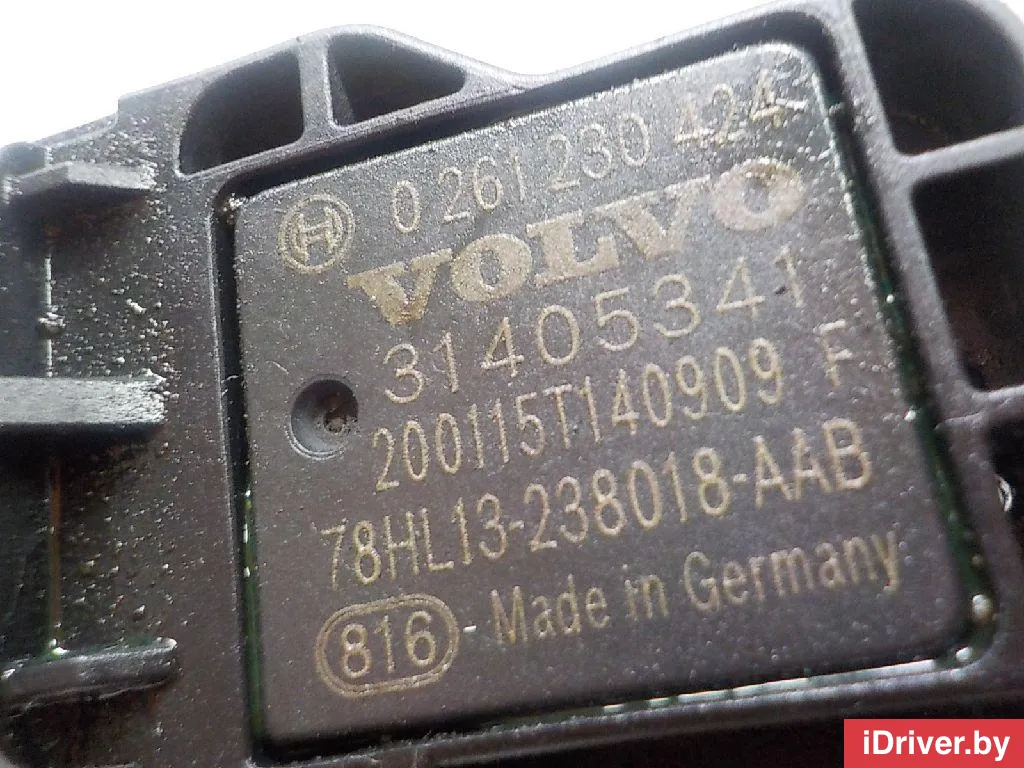 H 0 261 230 424
VOLVO
31405341
200115T140909 F
78HL13-238018-AAB
816 - Made in Germany
iDriver.by